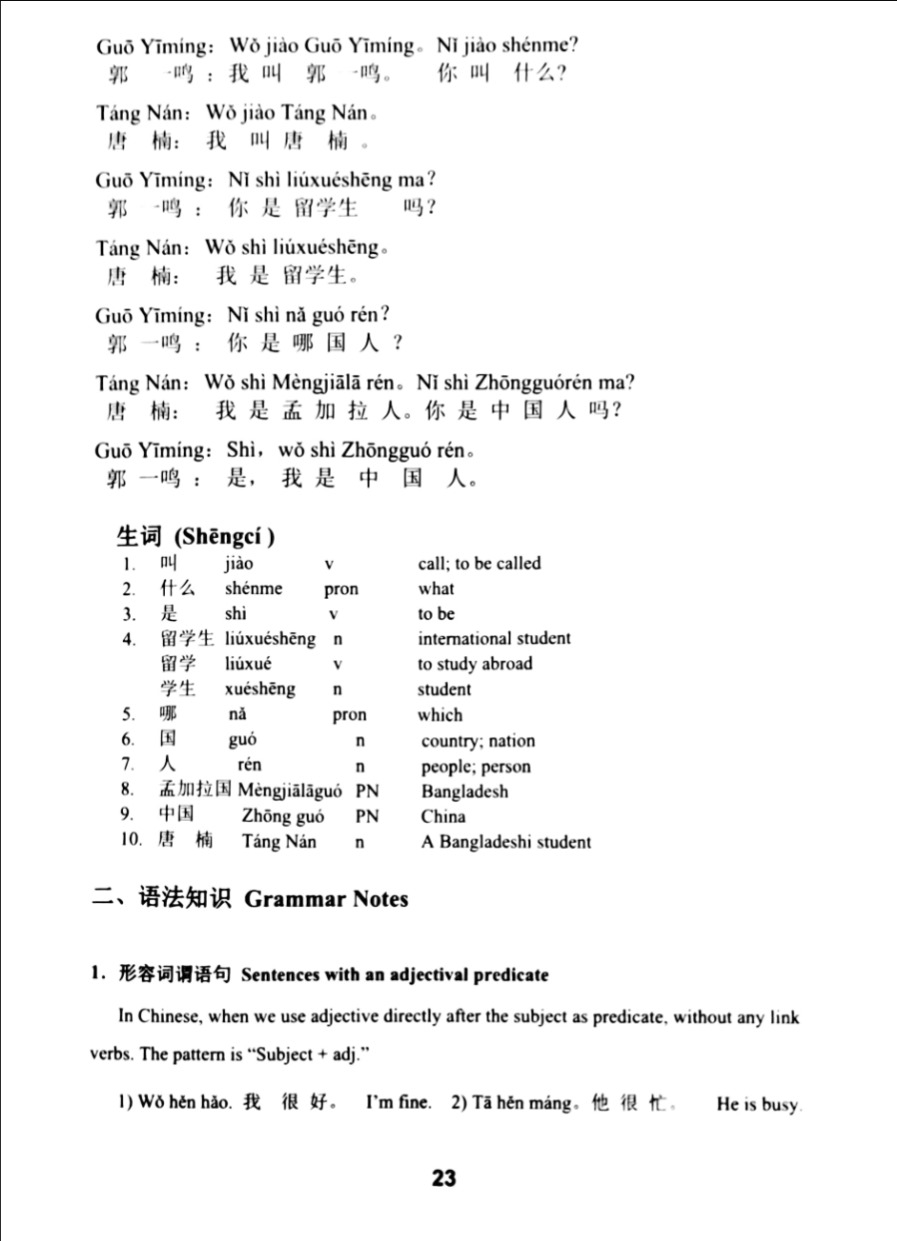 Guō Yīmíng： Wǒ jiào Guō Yīmíng。 Nǐ jiào shénme?
郭 一鸣 ：我 叫 郭 一鸣。 你 叫 什么?
Táng Nán： Wǒ jiào Táng Nán。
唐 楠： 我 叫 唐 楠 。
Guō Yīmíng： Nǐ shì liúxuéshēng ma?
郭 一鸣 ： 你 是 留学生 吗?
Táng Nán： Wǒ shì liúxuéshēng。
唐 楠： 我 是 留学生。
Guō Yīmíng： Nǐ shì nǎ guó rén?
郭 一鸣 ： 你 是 哪 国 人 ?
Táng Nán： Wǒ shì Mèngjiālā rén。Nǐ shì Zhōngguórén ma?
唐 楠： 我 是 孟 加 拉 人。你 是 中 国 人 吗?
Guō Yīmíng： Shì，wǒ shì Zhōngguó rén。
郭 一鸣 ： 是， 我 是 中 国 人。
生词 (Shēngcí )
1. 叫 jiào v call; to be called
2. 什么 shénme pron what
3. 是 shì v to be
4. 留学生 liúxuéshēng n international student
留学 liúxué v to study abroad
学生 xuéshēng n student
5. 哪 nǎ pron which
6. 国 guó n country; nation
7. 人 rén n people; person
8. 孟加拉国 Mèngjiālāguó PN Bangladesh
9. 中国 Zhōng guó PN China
10. 唐 楠 Táng Nán n A Bangladeshi student
二、语法知识 Grammar Notes
1. 形容词谓语句 Sentences with an adjectival predicate
In Chinese, when we use adjective directly after the subject as predicate, without any link
verbs. The pattern is “Subject + adj.”
1) Wǒ hěn hǎo. 我 很 好。 I’m fine. 2) Tā hěn máng。他 很 忙。 He is busy.
23